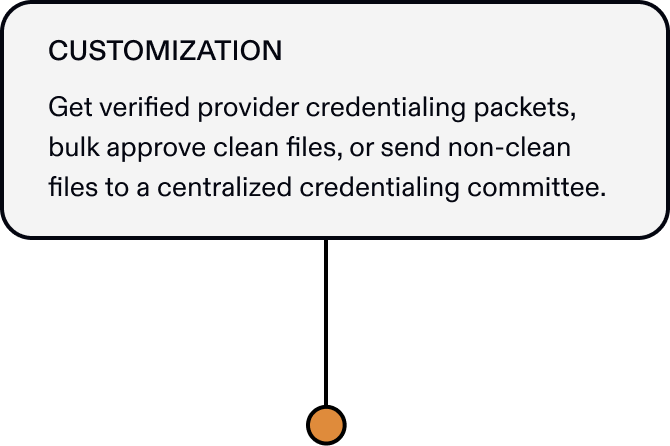 CUSTOMIZATION
Get verified provider credentialing packets,
bulk approve clean files, or send non-clean
files to a centralized credentialing committee.